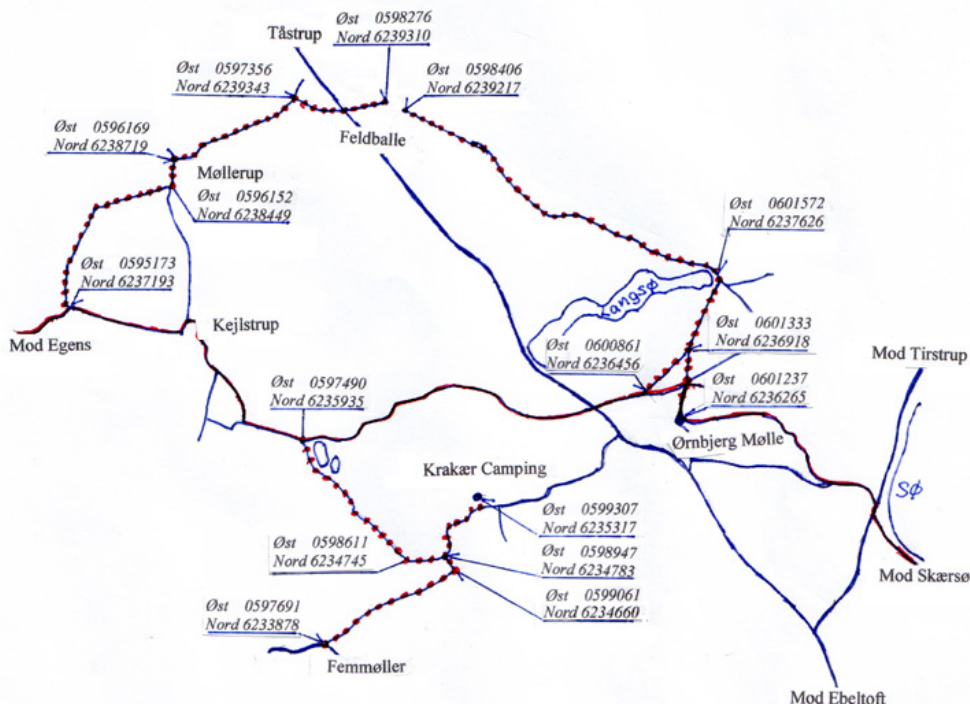 Tåstrup
Øst 0598276
Nord 6239310
Øst 0597356
Nord 6239343
Øst 0598406
Nord 6239217
Øst 0596169
Nord 6238719
Feldballe
Møllerup
Øst 0596152
Nord 6238449
Øst 0601572
Nord 6237626
Øst 0595173
Nord 6237193
Langsø
Kejlstrup
Mod Egens
Øst 0600861
Nord 6236456
Øst 0601333
Nord 6236918
Mod Tirstrup
Øst 0597490
Nord 6235935
Øst 0601237
Nord 6236265
Ørnbjerg Mølle
Krakær Camping
SØ
Øst 0599307
Nord 6235317
Øst 0598611
Nord 6234745
Øst 0598947
Nord 6234783
Mod Skærsø
Øst 0599061
Nord 6234660
Øst 0597691
Nord 6233878
Femmøller
Mod Ebeltoft